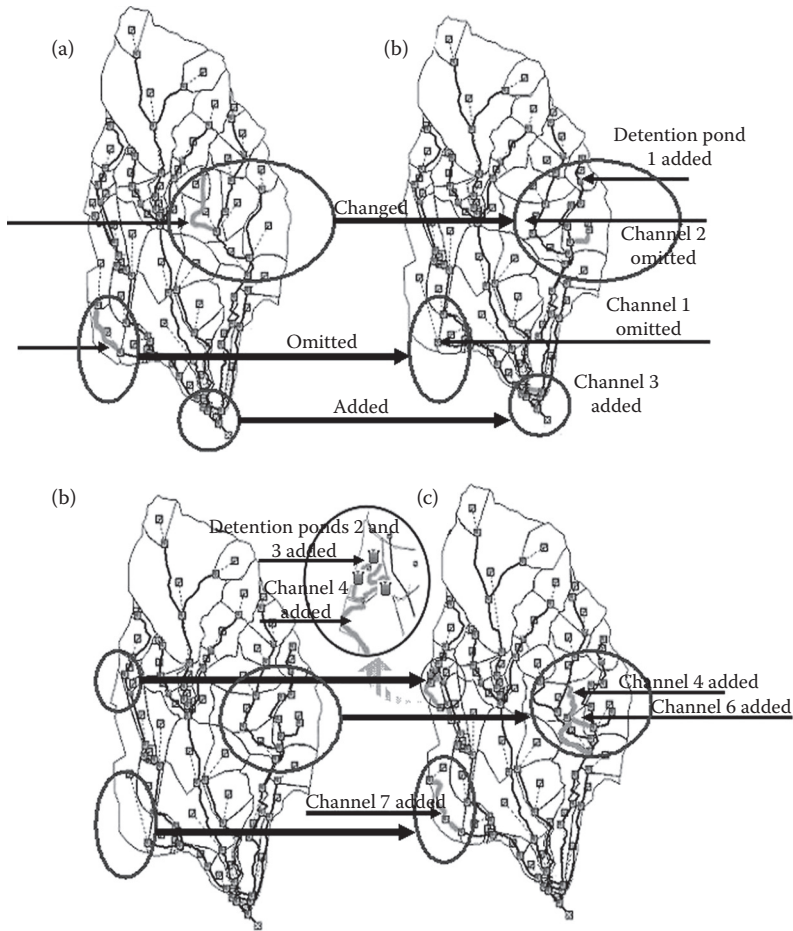 (a)
(b)
Detention pond
1 added
Changed
Channel 2
omitted
Channel 1
omitted
Omitted
Channel 3
added
Added
(b)
(c)
Detention ponds 2 and
3 added
Channel 4
added
Channel 4 added
Channel 6 added
Channel 7 added